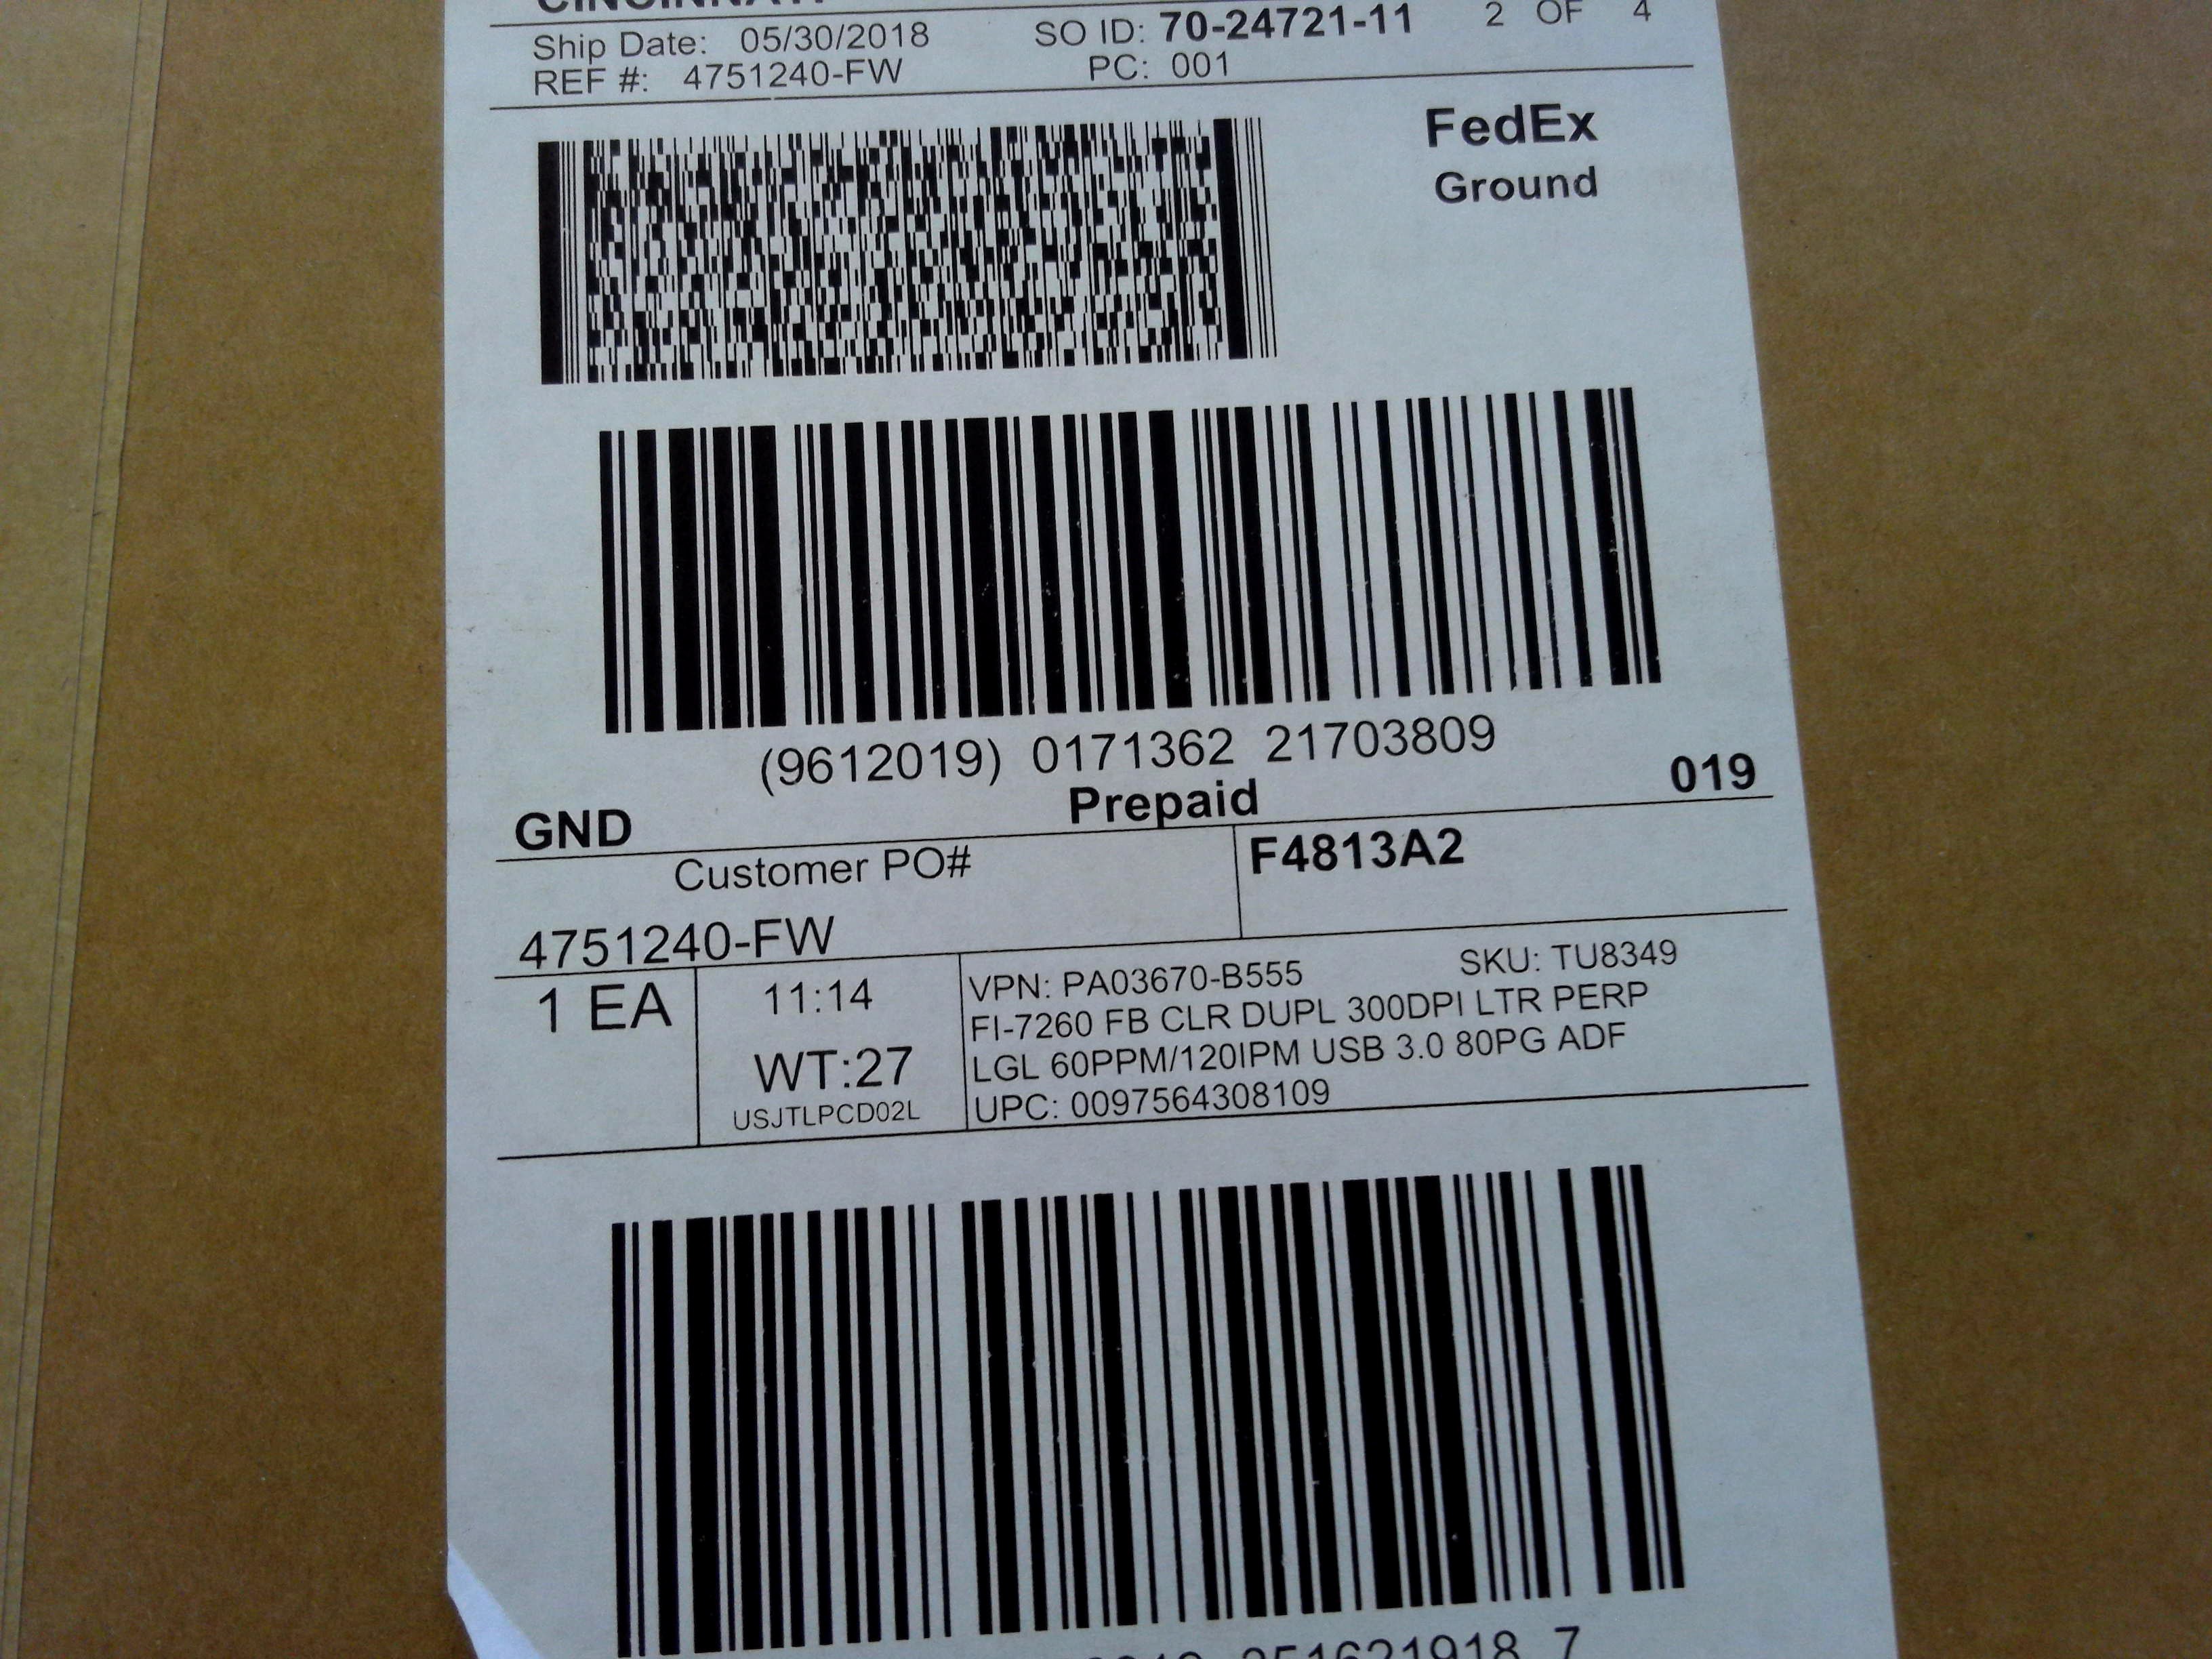 CINCINNATI
Ship Date: 05/30/2018 SO ID: 70-24721-11 2 OF 4
REF #: 4751240-FW PC: 001
FedEx
Ground
(9612019) 0171362 21703809
GND Prepaid 019
Customer PO# F4813A2
4751240-FW
1 EA
11:14
WT:27
USJTLPCD02L
VPN: PA03670-B555 SKU: TU8349
FI-7260 FB CLR DUPL 300DPI LTR PERP
LGL 60PPM/120IPM USB 3.0 80PG ADF
UPC: 0097564308109
7